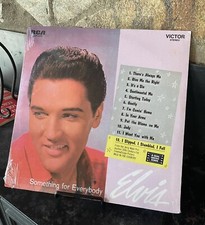 RCA
VICTOR
1. There's Always Me
2. Give Me the Right
3. It's a Sin
4. Sentimental Me
5. Starting Today
6. Gently
7. I'm Comin' Home
8. In Your Arms
9. Put the Blame on Me
10. Judy
11. I Want You with Me
12. I Slipped, I Stumbled, I Fell
Something for Everybody
Elvis